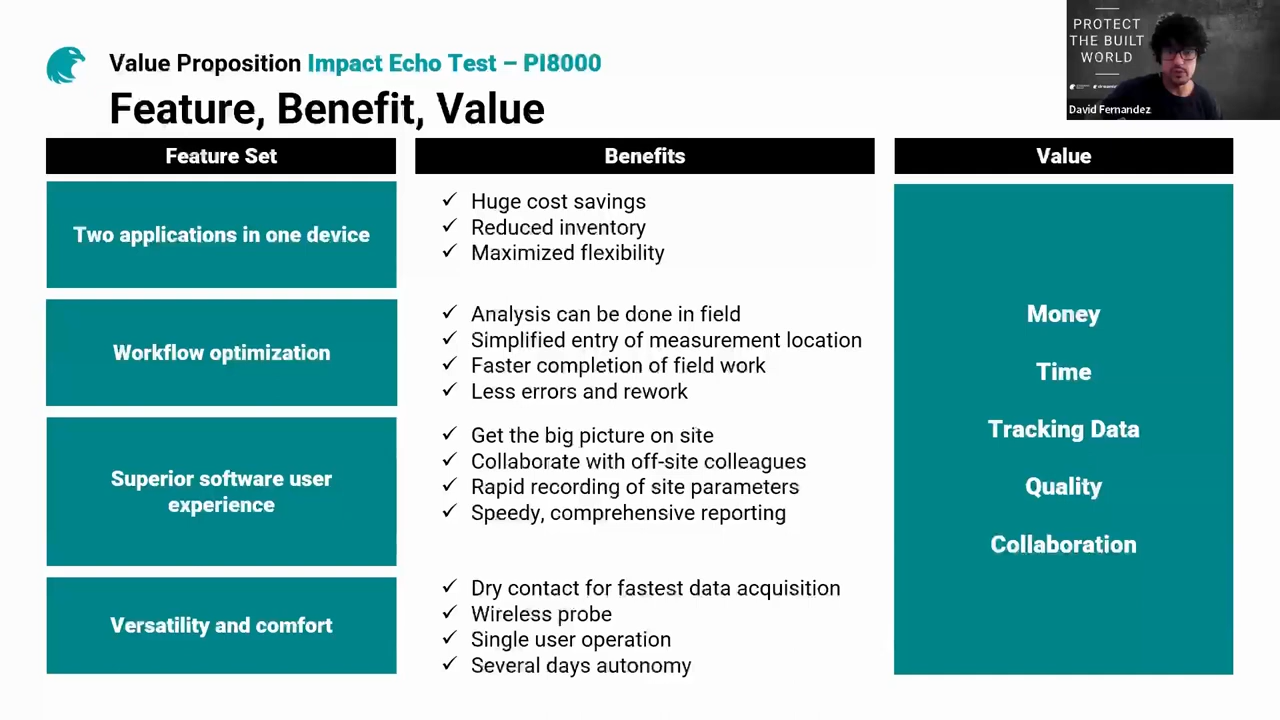 Value Proposition Impact Echo Test – PI8000
Feature, Benefit, Value
PROTECT
THE BUILT
WORLD
David Fernandez
Feature Set
Benefits
Value
Two applications in one device
✓ Huge cost savings
✓ Reduced inventory
✓ Maximized flexibility
Workflow optimization
✓ Analysis can be done in field
✓ Simplified entry of measurement location
✓ Faster completion of field work
✓ Less errors and rework
Superior software user
experience
✓ Get the big picture on site
✓ Collaborate with off-site colleagues
✓ Rapid recording of site parameters
✓ Speedy, comprehensive reporting
Versatility and comfort
✓ Dry contact for fastest data acquisition
✓ Wireless probe
✓ Single user operation
✓ Several days autonomy
Money
Time
Tracking Data
Quality
Collaboration